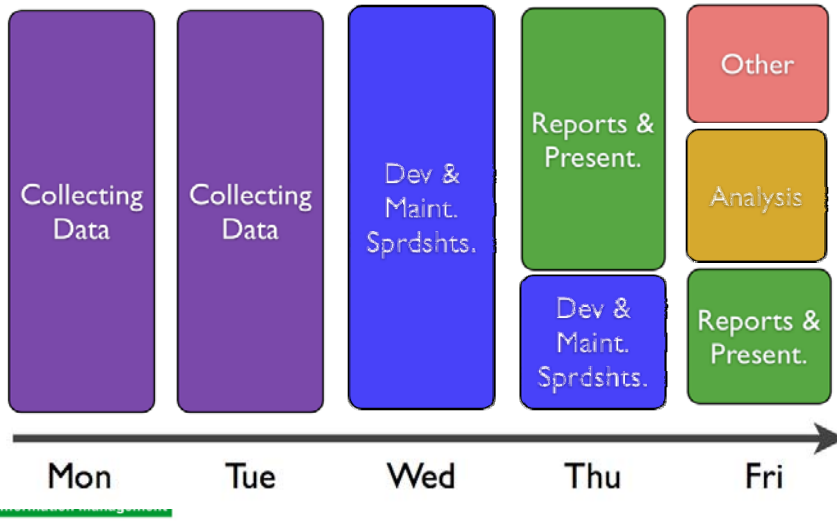 Collecting
Data
Collecting
Data
Dev &
Maint.
Sprdshts.
Reports &
Present.
Dev &
Maint.
Sprdshts.
Other
Analysis
Reports &
Present.
Mon Tue Wed Thu Fri